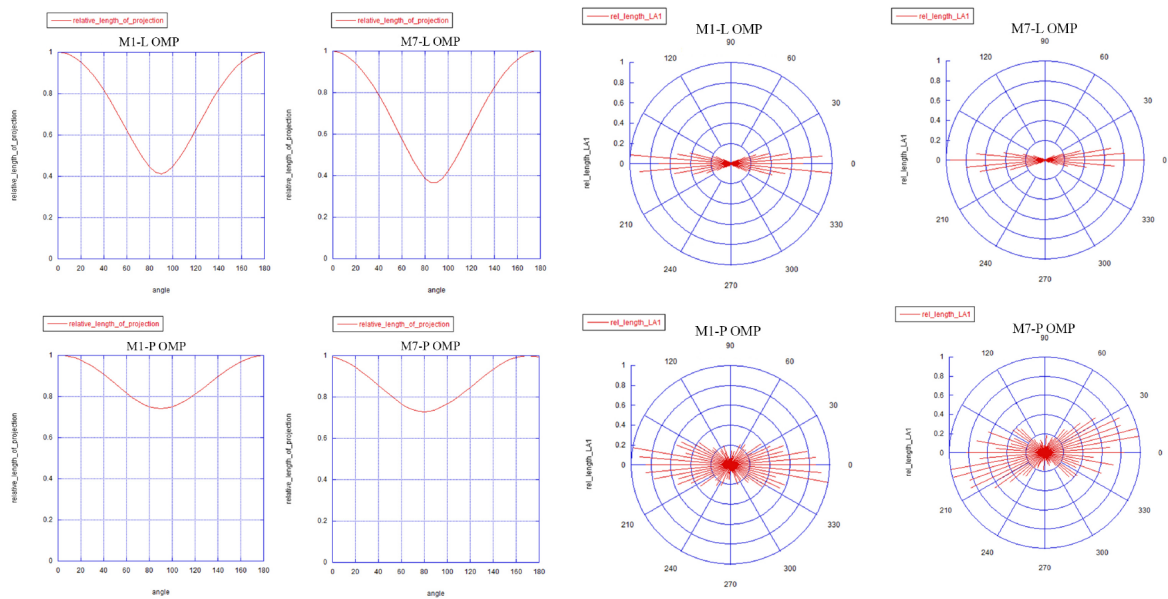 relative_length_of_projection
M1-L OMP
1
0.8
0.6
0.4
0.2
0
relative_length_of_projection
0 20 40 60 80 100 120 140 160 180
angle
relative_length_of_projection
M7-L OMP
1
0.8
0.6
0.4
0.2
0
relative_length_of_projection
0 20 40 60 80 100 120 140 160 180
angle
rel_length_LA1
M1-L OMP
90
120 60
1
0.8
0.6
0.4
0.2
0
30
0
rel_length_LA1
210 330
240 300
270
rel_length_LA1
M7-L OMP
90
120 60
1
0.8
0.6
0.4
0.2
0
30
0
rel_length_LA1
210 330
240 300
270
relative_length_of_projection
M1-P OMP
1
0.8
0.6
0.4
0.2
0
relative_length_of_projection
0 20 40 60 80 100 120 140 160 180
angle
relative_length_of_projection
M7-P OMP
1
0.8
0.6
0.4
0.2
0
relative_length_of_projection
0 20 40 60 80 100 120 140 160 180
angle
rel_length_LA1
M1-P OMP
90
120 60
1
0.8
0.6
0.4
0.2
0
30
0
rel_length_LA1
210 330
240 300
270
rel_length_LA1
M7-P OMP
90
120 60
1
0.8
0.6
0.4
0.2
0
30
0
rel_length_LA1
210 330
240 300
270